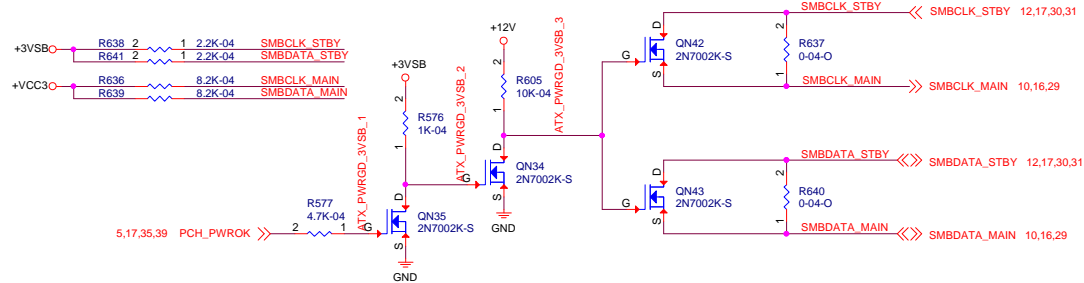 +3VSB R638 2 1 2.2K-04 SMBCLK_STBY
R641 2 1 2.2K-04 SMBDATA_STBY
+VCC3 R636 8.2K-04 SMBCLK_MAIN
R639 8.2K-04 SMBDATA_MAIN
+3VSB
2
R576
1K-04
1
ATX_PWRGD_3VSB_1
ATX_PWRGD_3VSB_2
+12V
2
R605
10K-04
1
ATX_PWRGD_3VSB_3
5,17,35,39 PCH_PWROK
R577
4.7K-04
2 1
G
D
S
QN35
2N7002K-S
GND
G
D
S
QN34
2N7002K-S
GND
D
G
S
QN42
2N7002K-S
2
R637
0-04-O
1
SMBCLK_STBY 12,17,30,31
SMBCLK_MAIN 10,16,29
D
G
S
QN43
2N7002K-S
2
R640
0-04-O
1
SMBDATA_STBY 12,17,30,31
SMBDATA_MAIN 10,16,29